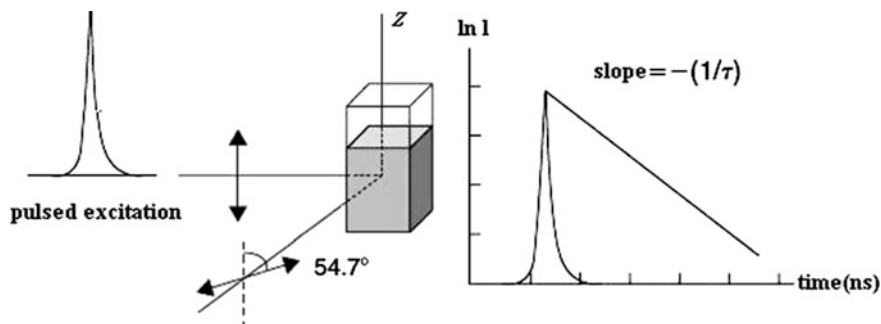 pulsed excitation
Z
54.7°
ln l
slope=−(1/τ)
time(ns)